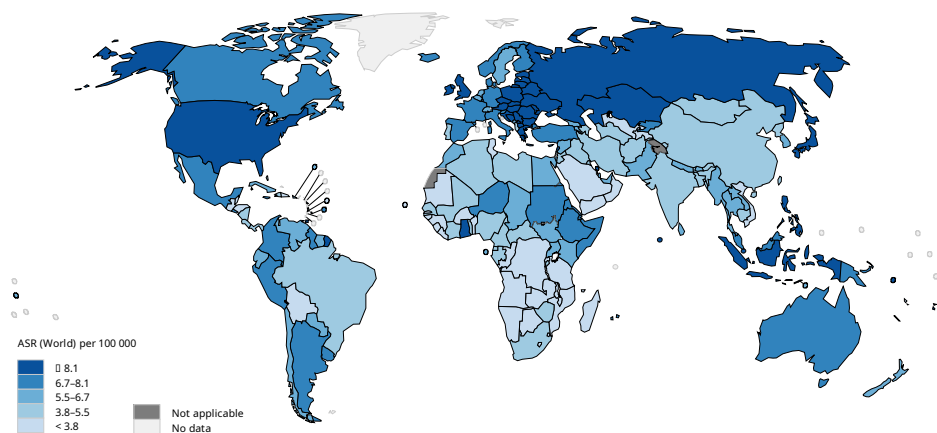 ASR (World) per 100 000
▯ 8.1
6.7–8.1
5.5–6.7
3.8–5.5
< 3.8
Not applicable
No data